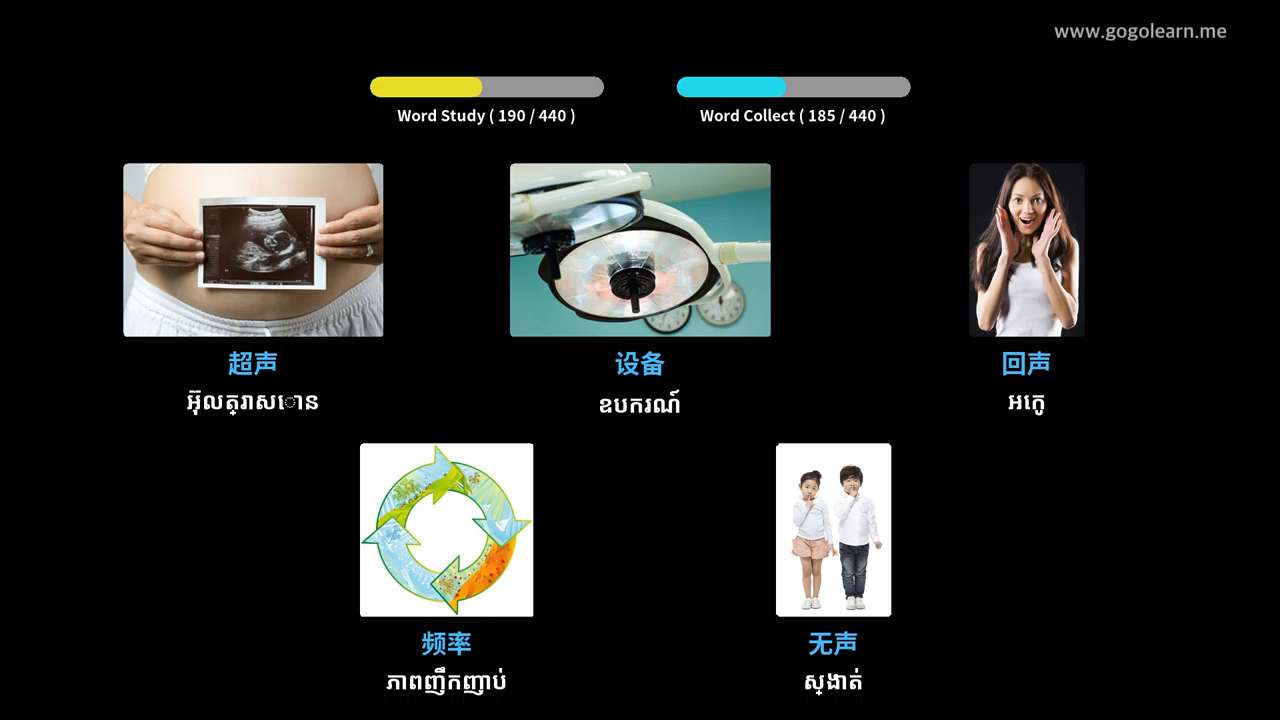 www.gogolearn.me
Word Study ( 190 / 440 )
Word Collect ( 185 / 440 )
超声
អ៊ុលត្រាសោន
设备
ឧបករណ៍
回声
អេកូ
频率
ភាពញឹកញាប់
无声
ស្ងាត់